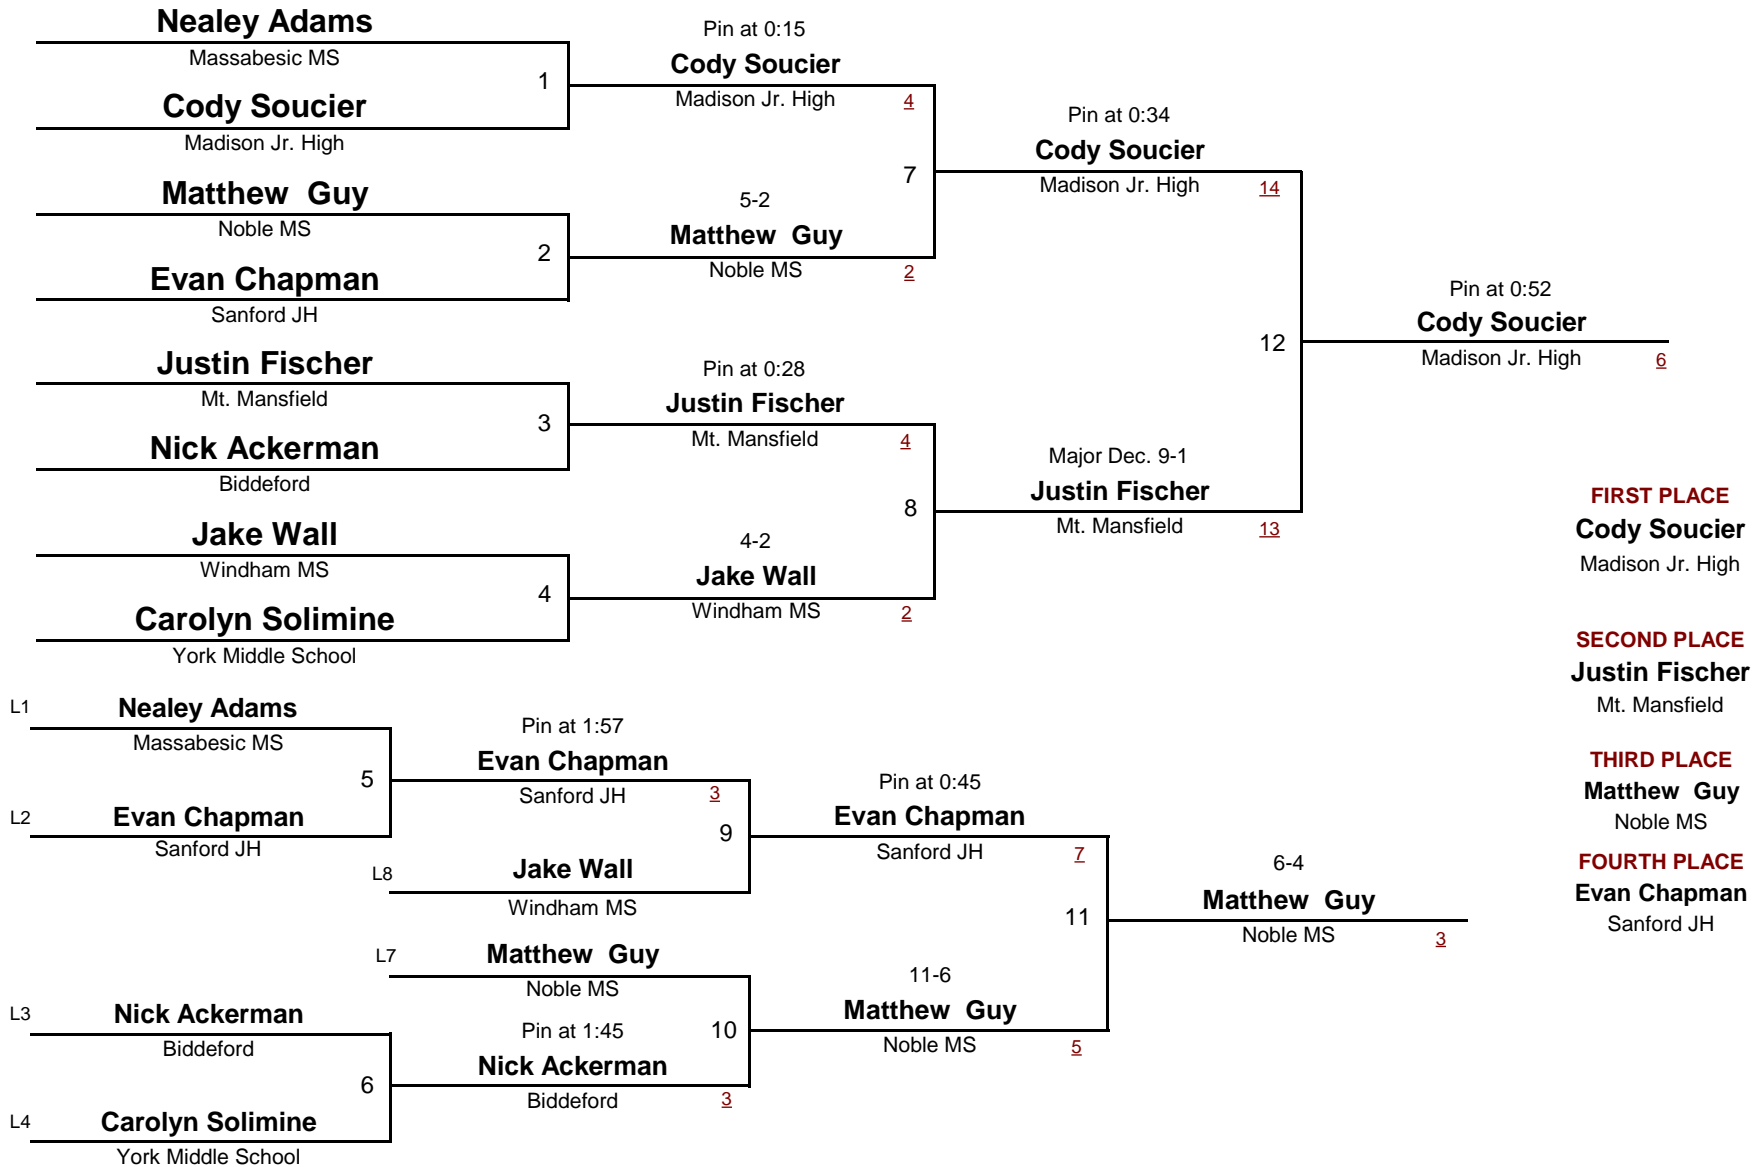 Nealey Adams
Massabesic MS
1
Cody Soucier
Madison Jr. High
Pin at 0:15
Cody Soucier
Madison Jr. High 4
Matthew  Guy
Noble MS
2
Evan Chapman
Sanford JH
5-2
Matthew  Guy
Noble MS 2
7
Pin at 0:34
Cody Soucier
Madison Jr. High 14
Justin Fischer
Mt. Mansfield
3
Nick Ackerman
Biddeford
Pin at 0:28
Justin Fischer
Mt. Mansfield 4
Jake Wall
Windham MS
4
Carolyn Solimine
York Middle School
4-2
Jake Wall
Windham MS 2
8
Major Dec. 9-1
Justin Fischer
Mt. Mansfield 13
12
Pin at 0:52
Cody Soucier
Madison Jr. High 6
FIRST PLACE
Cody Soucier
Madison Jr. High
SECOND PLACE
Justin Fischer
Mt. Mansfield
THIRD PLACE
Matthew  Guy
Noble MS
FOURTH PLACE
Evan Chapman
Sanford JH
L1 Nealey Adams
Massabesic MS
5
L2 Evan Chapman
Sanford JH
Pin at 1:57
Evan Chapman
Sanford JH 3
9
L8 Jake Wall
Windham MS
Pin at 0:45
Evan Chapman
Sanford JH 7
L7 Matthew  Guy
Noble MS
10
L3 Nick Ackerman
Biddeford
6
L4 Carolyn Solimine
York Middle School
Pin at 1:45
Nick Ackerman
Biddeford 3
11-6
Matthew  Guy
Noble MS 5
11
6-4
Matthew  Guy
Noble MS 3